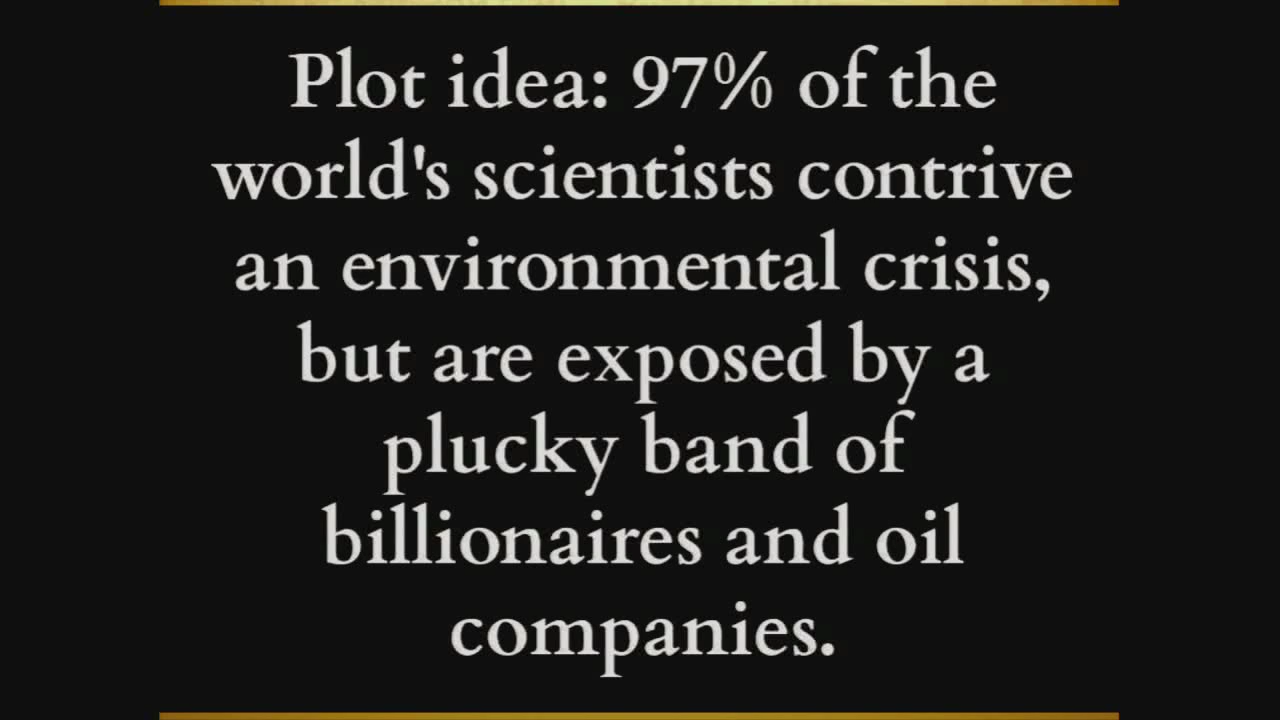 Plot idea: 97% of the
world's scientists contrive
an environmental crisis,
but are exposed by a
plucky band of
billionaires and oil
companies.